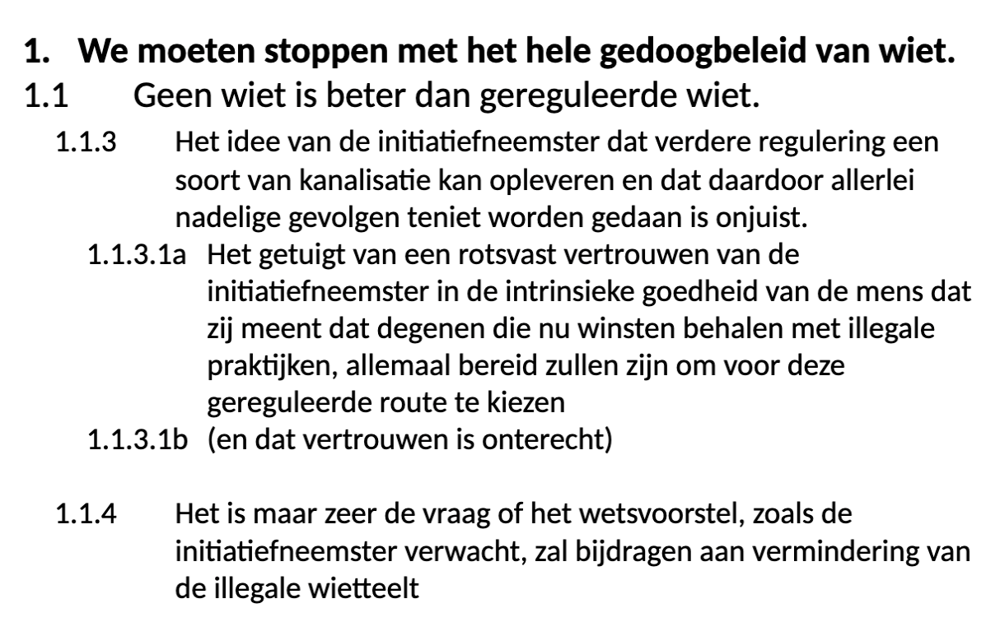 1. We moeten stoppen met het hele gedoogbeleid van wiet.
1.1 Geen wiet is beter dan gereguleerde wiet.
1.1.3 Het idee van de initiatiefneemster dat verdere regulering een
soort van kanalisatie kan opleveren en dat daardoor allerlei
nadelige gevolgen teniet worden gedaan is onjuist.
1.1.3.1a Het getuigt van een rotsvast vertrouwen van de
initiatiefneemster in de intrinsieke goedheid van de mens dat
zij meent dat degenen die nu winsten behalen met illegale
praktijken, allemaal bereid zullen zijn om voor deze
gereguleerde route te kiezen
1.1.3.1b (en dat vertrouwen is onterecht)
1.1.4 Het is maar zeer de vraag of het wetsvoorstel, zoals de
initiatiefneemster verwacht, zal bijdragen aan vermindering van
de illegale wietteelt